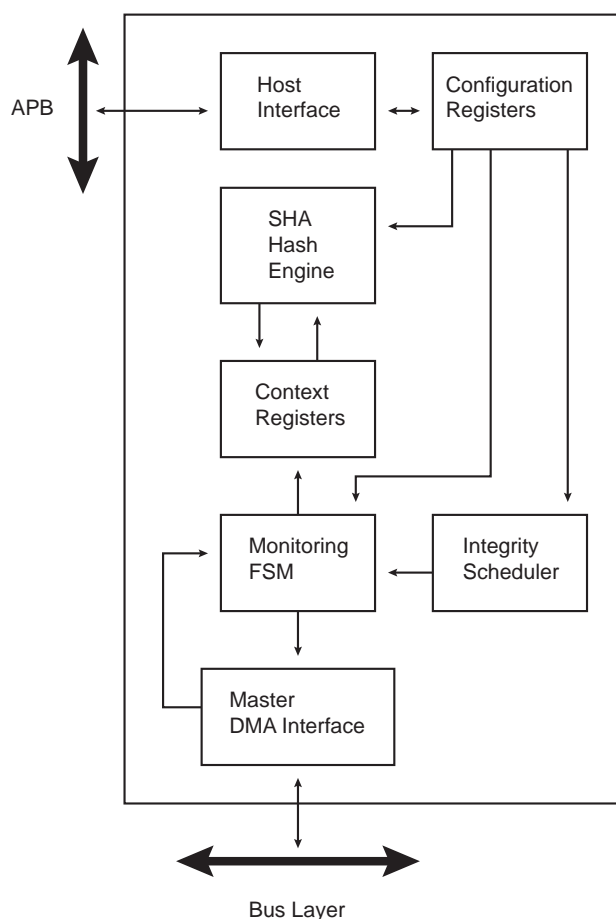 APB
Host
Interface
Configuration
Registers
SHA
Hash
Engine
Context
Registers
Monitoring
FSM
Integrity
Scheduler
Master
DMA Interface
Bus Layer